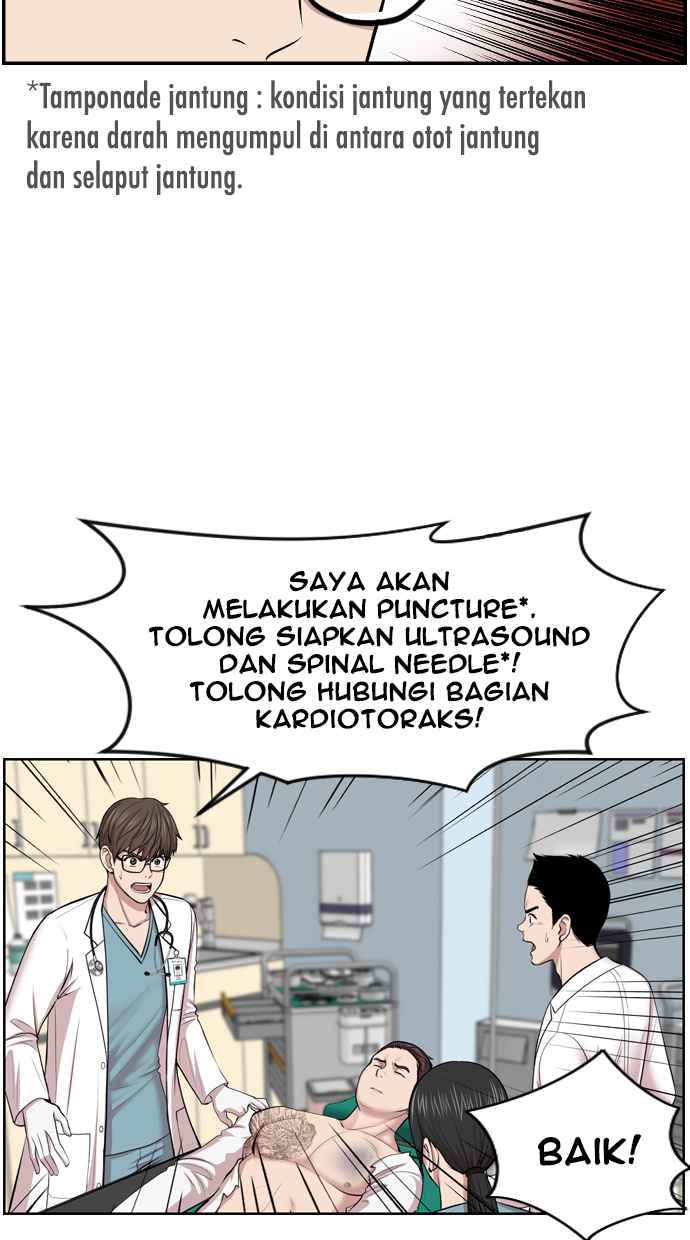 *Tamponade jantung : kondisi jantung yang tertekan
karena darah mengumpul di antara otot jantung
dan selaput jantung.
SAYA AKAN
MELAKUKAN PUNCTURE*.
TOLONG SIAPKAN ULTRASOUND
DAN SPINAL NEEDLE*!
TOLONG HUBUNGI BAGIAN
KARDIOTORAKS!
BAIK!